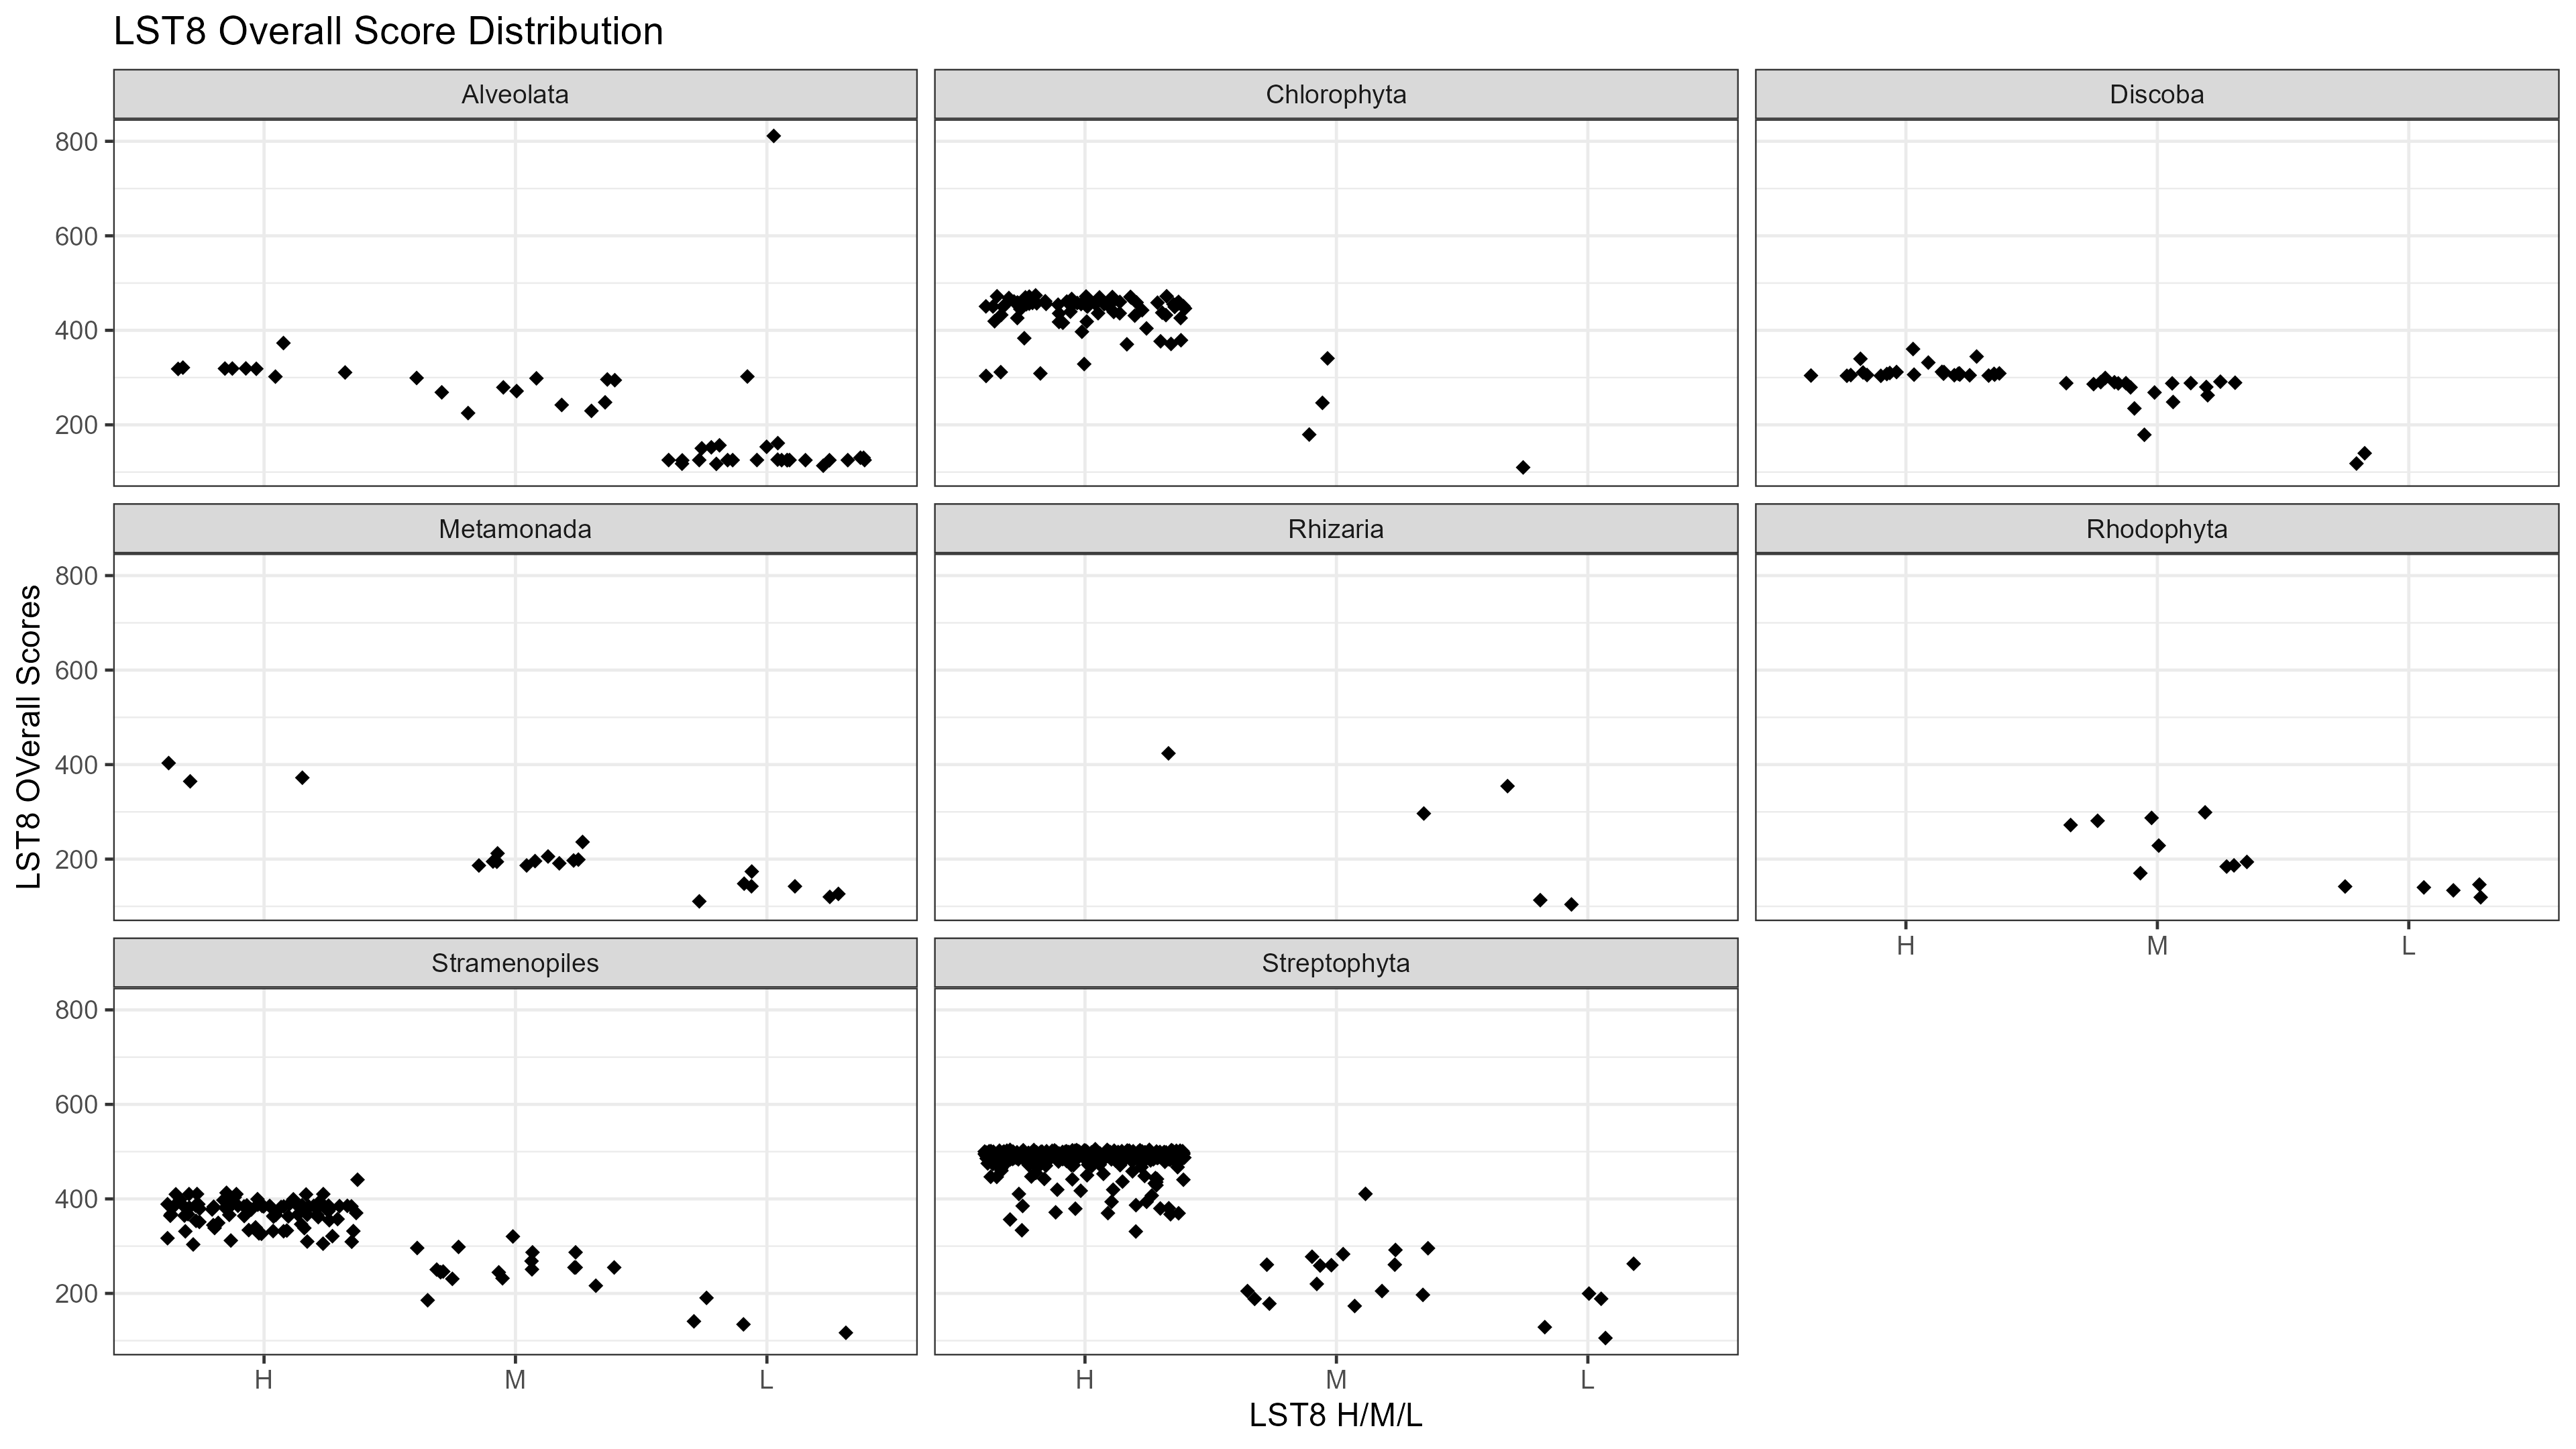 LST8 Overall Score Distribution
Alveolata
Chlorophyta
Discoba
800
600
400
200
Metamonada
Rhizaria
Rhodophyta
800
600
400
200
H M L
Stramenopiles
Streptophyta
800
600
400
200
H M L
H M L
LST8 H/M/L
LST8 OVerall Scores